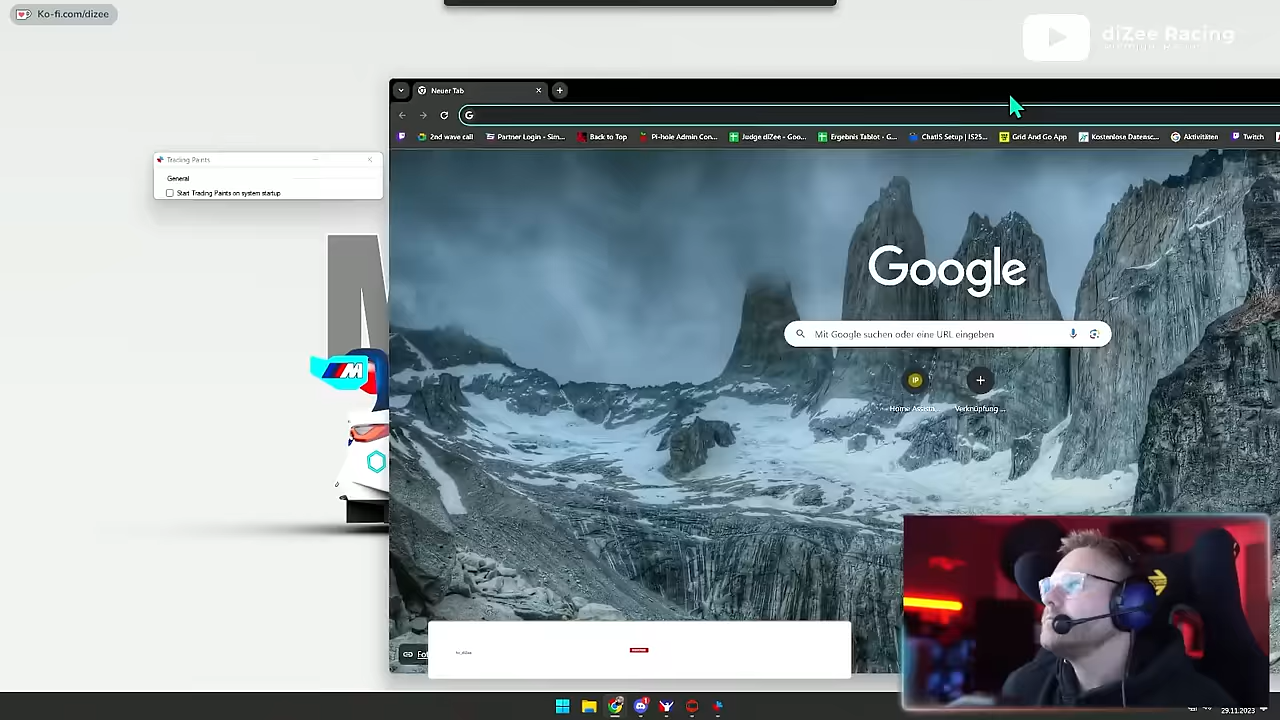 Ko-fi.com/dizee
diZee Racing
Neuer Tab
2nd wave call
Partner Login - Sim...
Back to Top
Pi-hole Admin Con...
Judge diZee - Goo...
Ergebnis Tablot - G...
ChatIS Setup | IS25...
Grid And Go App
Kostenlose Datensc...
Aktivitäten
Twitch
Trading Paints
General
Start Trading Paints on system startup
Google
Mit Google suchen oder eine URL eingeben
IP
Home Assista...
Verknüpfung ...
M
29.11.2023